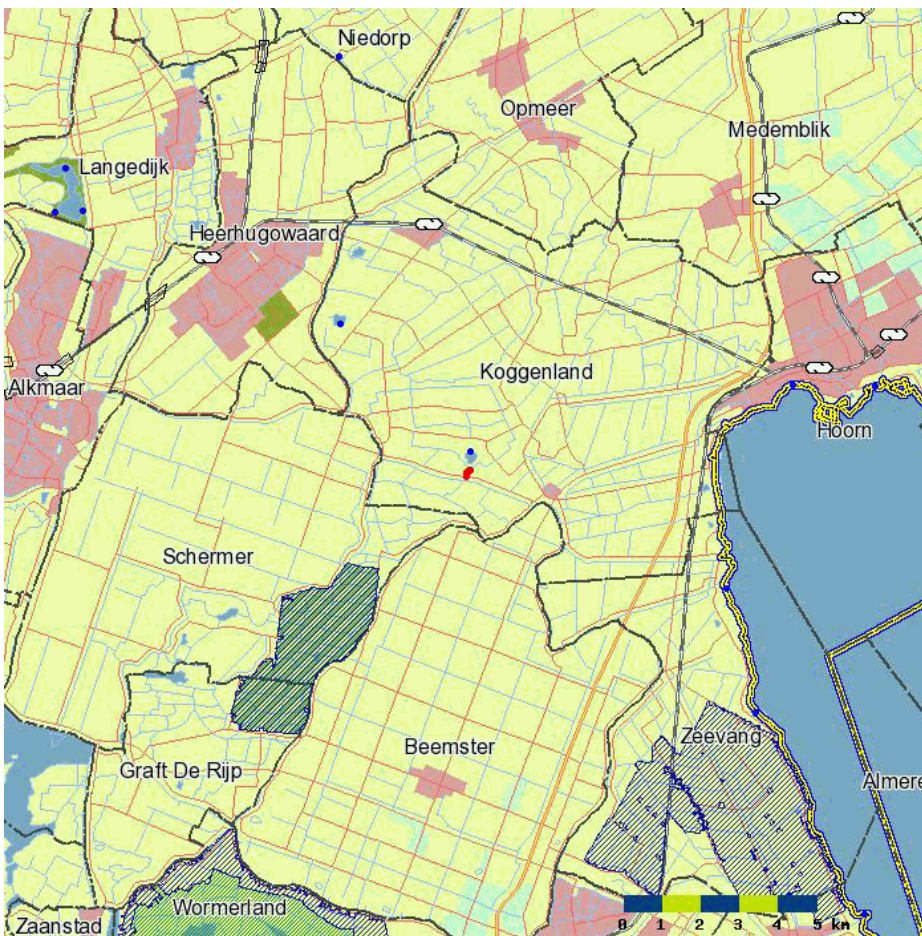 Niedorp
Opmeer
Medemblik
Langedijk
Heerhugowaard
Koggenland
Alkmaar
Hoorn
Schermer
Zeevang
Beemster
Graft De Rijp
Almere
Wormerland
Zaanstad
0 1 2 3 4 5 km